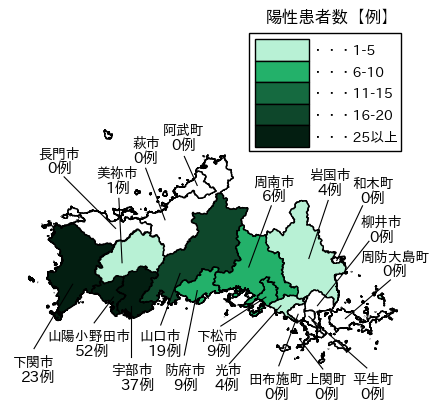 陽性患者数【例】
・・・1-5
・・・6-10
・・・11-15
・・・16-20
・・・25以上
阿武町
0例
萩市
0例
長門市
0例
美祢市
1例
周南市
6例
岩国市
4例
和木町
0例
柳井市
0例
周防大島町
0例
山陽小野田市
52例
山口市
19例
下松市
9例
下関市
23例
宇部市
37例
防府市
9例
光市
4例
田布施町
0例
上関町
0例
平生町
0例